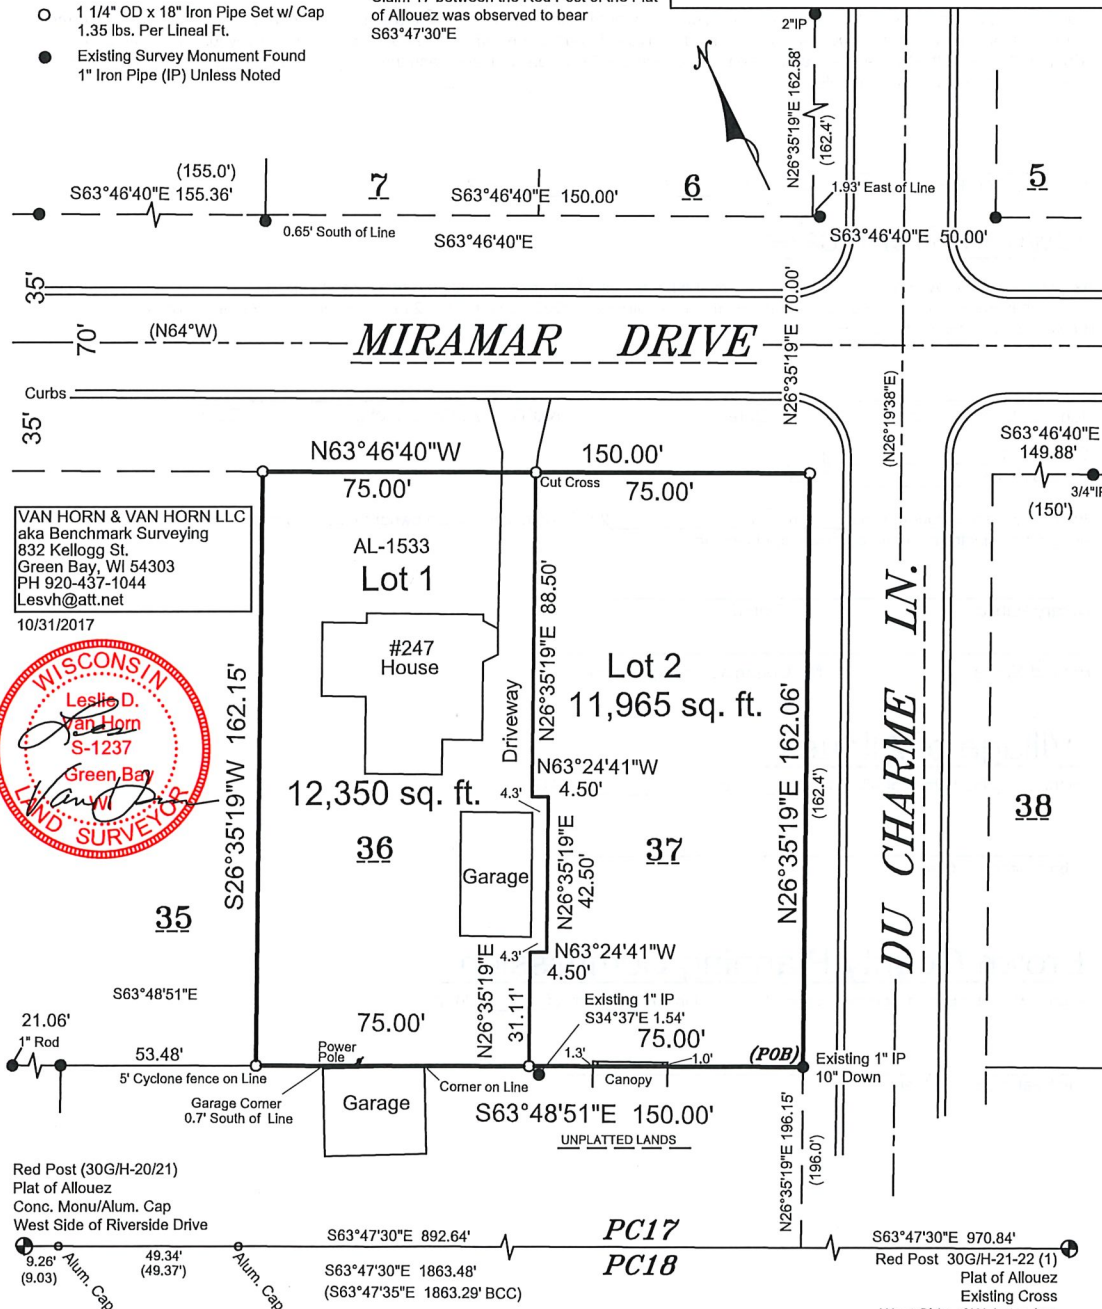 1 1/4" OD x 18" Iron Pipe Set w/ Cap
1.35 lbs. Per Lineal Ft.
Existing Survey Monument Found
1" Iron Pipe (IP) Unless Noted
of Allouez was observed to bear
S63°47'30"E
N
2"IP
N26°35'19"E 162.58'
(162.4')
(155.0')
S63°46'40"E 155.36'
7
S63°46'40"E 150.00'
6
1.93' East of Line
5
0.65' South of Line
S63°46'40"E
S63°46'40"E 50.00'
35'
70'
(N64°W)
MIRAMAR DRIVE
N26°35'19"E 70.00'
Curbs
35'
(N26°19'38"E)
N63°46'40"W 150.00'
S63°46'40"E
149.88'
3/4"IP
(150')
75.00'
Cut Cross
75.00'
VAN HORN & VAN HORN LLC
aka Benchmark Surveying
832 Kellogg St.
Green Bay, WI 54303
PH 920-437-1044
Lesvh@att.net
10/31/2017
AL-1533
Lot 1
#247
House
Driveway
N26°35'19"E 88.50'
Lot 2
11,965 sq. ft.
WISCONSIN
Leslie D.
Van Horn
S-1237
Green Bay
WI
LAND SURVEYOR
S26°35'19"W 162.15'
12,350 sq. ft.
N63°24'41"W
4.50'
4.3'
N26°35'19"E 162.06'
(162.4')
DU CHARME LN.
36
37
38
Garage
N26°35'19"E
42.50'
35
4.3'
N63°24'41"W
4.50'
N26°35'19"E
31.11'
S63°48'51"E
Existing 1" IP
S34°37'E 1.54'
75.00'
75.00'
21.06'
1" Rod
53.48'
Power
Pole
1.3'
1.0'
(POB)
Existing 1" IP
10" Down
5' Cyclone fence on Line
Corner on Line
Canopy
Garage Corner
0.7' South of Line
Garage
S63°48'51"E 150.00'
UNPLATTED LANDS
N26°35'19"E 196.15'
(196.0')
Red Post (30G/H-20/21)
Plat of Allouez
Conc. Monu/Alum. Cap
West Side of Riverside Drive
S63°47'30"E 892.64'
PC17
S63°47'30"E 970.84'
9.26'
(9.03)
Alum. Cap
49.34'
(49.37')
Alum. Cap
S63°47'30"E 1863.48'
(S63°47'35"E 1863.29' BCC)
PC18
Red Post 30G/H-21-22 (1)
Plat of Allouez
Existing Cross